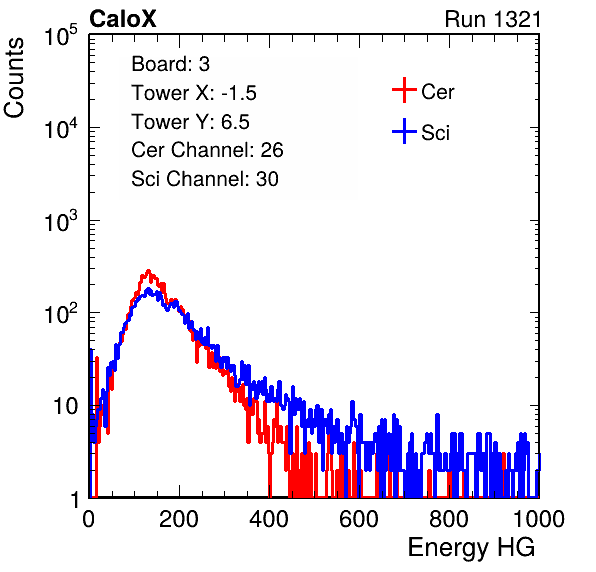 CaloX Run 1321
Counts
10^5
10^4
10^3
10^2
10
1
Board: 3
Tower X: -1.5
Tower Y: 6.5
Cer Channel: 26
Sci Channel: 30
Cer
Sci
0 200 400 600 800 1000
Energy HG